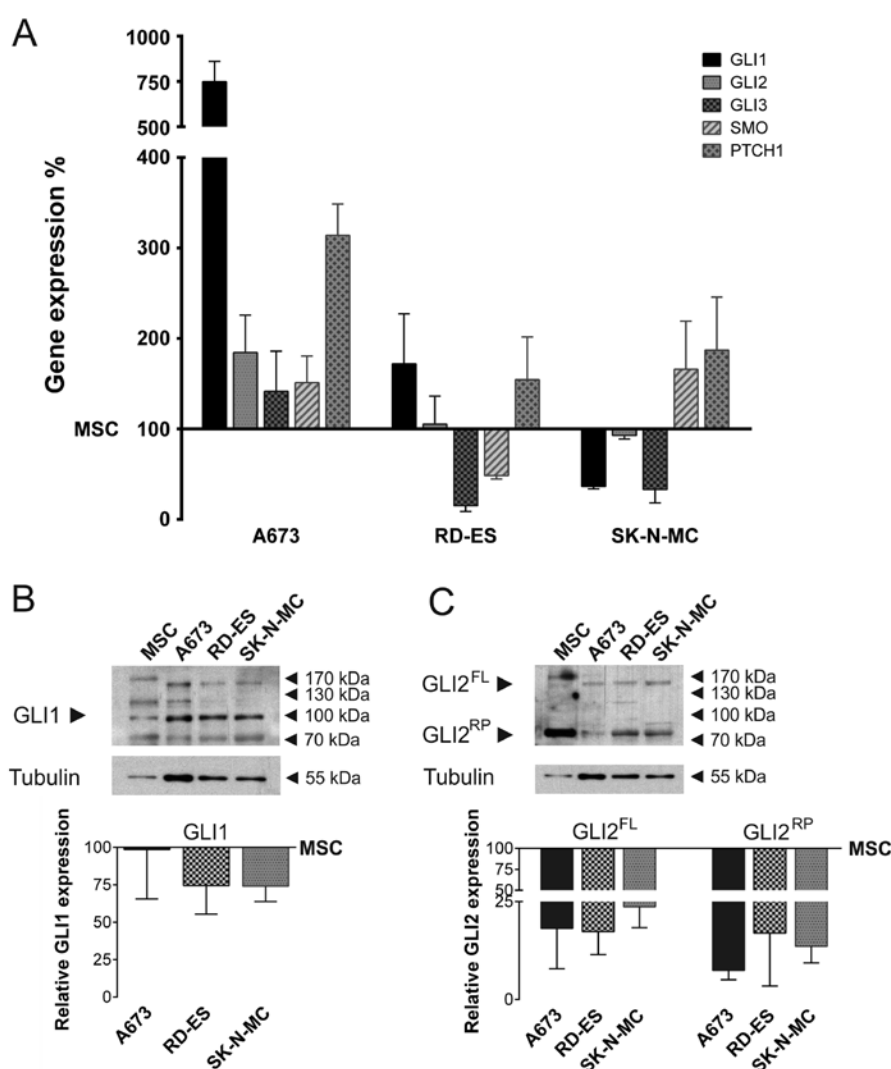 A
1000
750
500
400
300
200
MSC 100
0
Gene expression %
GLI1
GLI2
GLI3
SMO
PTCH1
A673 RD-ES SK-N-MC
B
MSC A673 RD-ES SK-N-MC
GLI1
170 kDa
130 kDa
100 kDa
70 kDa
Tubulin 55 kDa
GLI1
MSC
Relative GLI1 expression
100
75
50
25
0
A673 RD-ES SK-N-MC
C
MSC A673 RD-ES SK-N-MC
GLI2FL
GLI2RP
170 kDa
130 kDa
100 kDa
70 kDa
Tubulin 55 kDa
GLI2FL GLI2RP
MSC
Relative GLI2 expression
100
75
50
25
0
A673 RD-ES SK-N-MC A673 RD-ES SK-N-MC